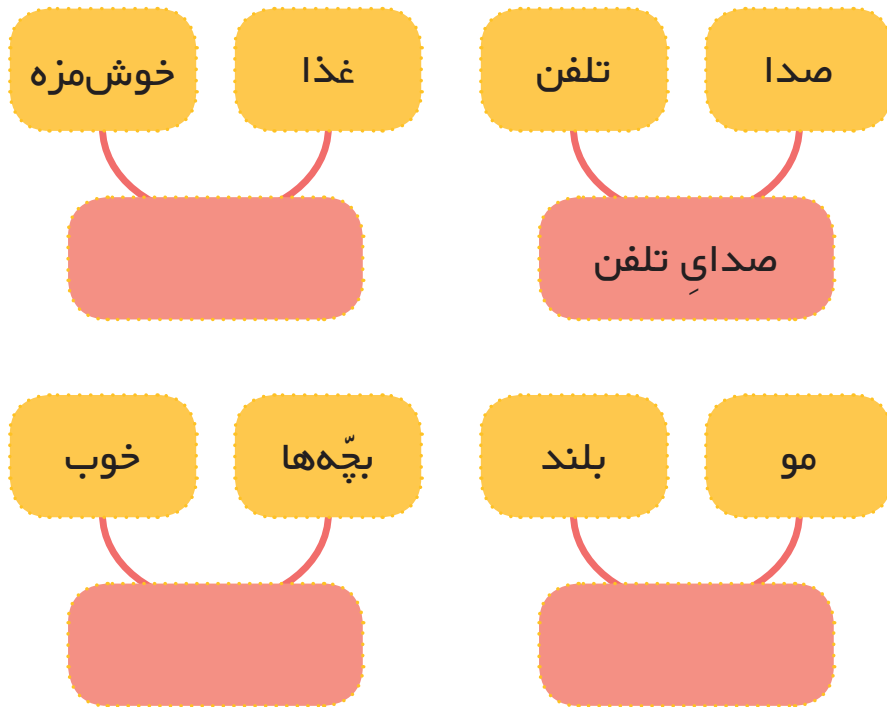 صدا
تلفن
صدایِ تلفن
غذا
خوش‌مزه
مو
بلند
بچّه‌ها
خوب